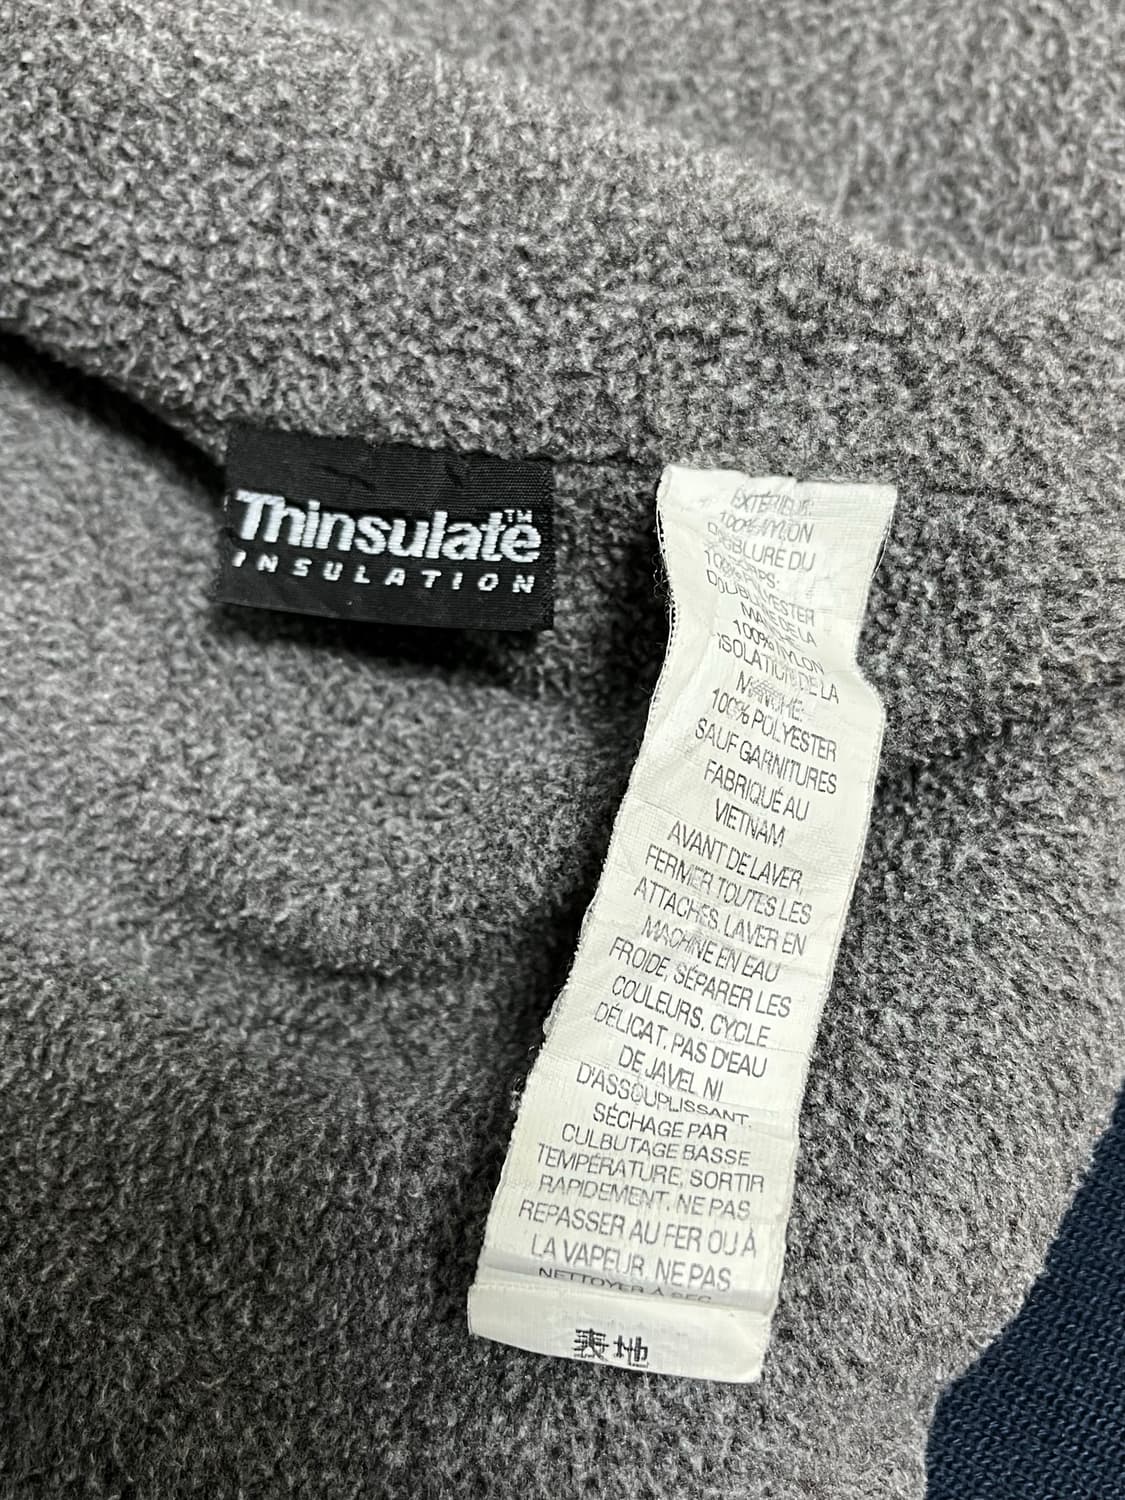 Thinsulate™
INSULATION
EXTÉRIEUR:
100% NYLON
DOUBLURE DU
CORPS:
100% POLYESTER
DOUBLURE DE LA
100% NYLON
ISOLATION DE LA
MANCHE:
100% POLYESTER
SAUF GARNITURES
FABRIQUÉ AU
VIETNAM
AVANT DE LAVER,
FERMER TOUTES LES
ATTACHES. LAVER EN
MACHINE EN EAU
FROIDE, SÉPARER LES
COULEURS. CYCLE
DÉLICAT. PAS D'EAU
DE JAVEL NI
D'ASSOUPLISSANT.
SÉCHAGE PAR
CULBUTAGE BASSE
TEMPÉRATURE, SORTIR
RAPIDEMENT. NE PAS
REPASSER AU FER OU À
LA VAPEUR. NE PAS
NETTOYER À SEC
表地